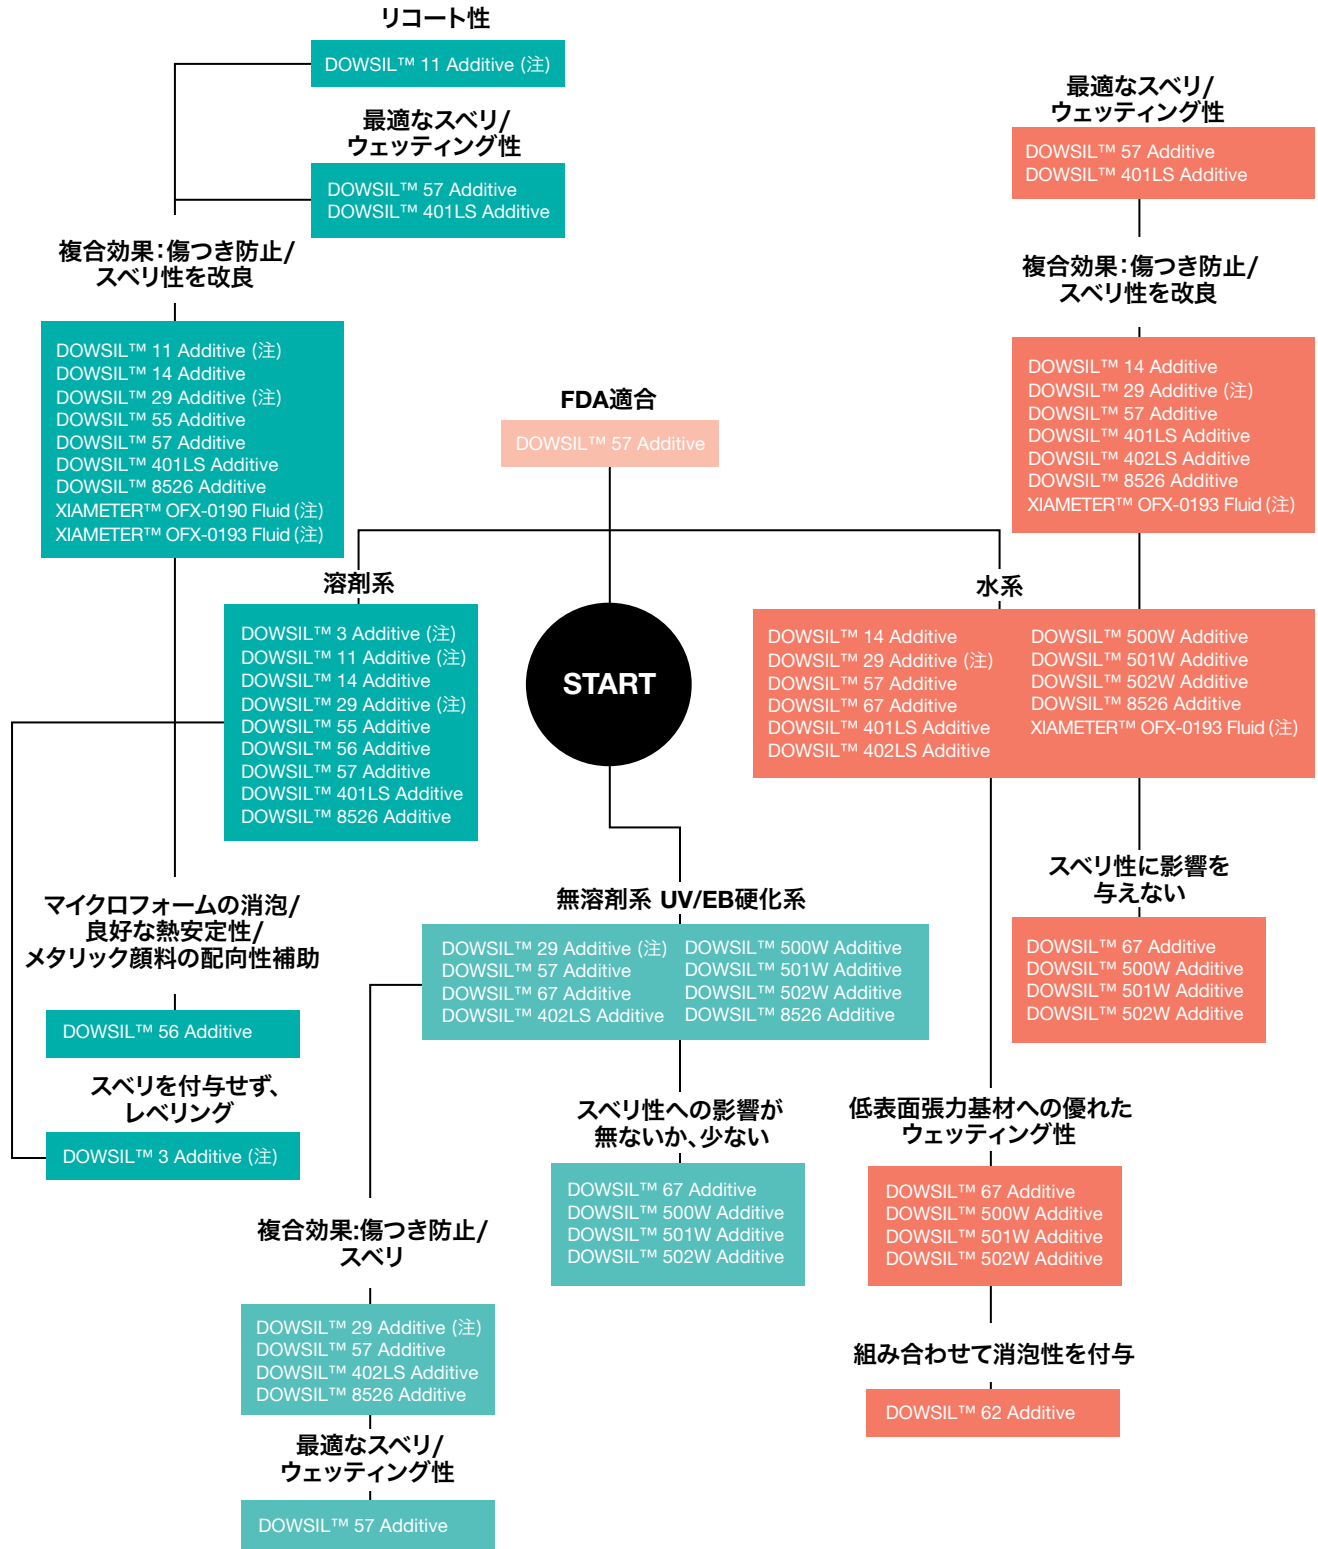 リコート性
DOWSIL™ 11 Additive (注)
最適なスベリ/
ウェッティング性
DOWSIL™ 57 Additive
DOWSIL™ 401LS Additive
複合効果：傷つき防止/
スベリ性を改良
DOWSIL™ 11 Additive (注)
DOWSIL™ 14 Additive
DOWSIL™ 29 Additive (注)
DOWSIL™ 55 Additive
DOWSIL™ 57 Additive
DOWSIL™ 401LS Additive
DOWSIL™ 8526 Additive
XIAMETER™ OFX-0190 Fluid (注)
XIAMETER™ OFX-0193 Fluid (注)
最適なスベリ/
ウェッティング性
DOWSIL™ 57 Additive
DOWSIL™ 401LS Additive
複合効果：傷つき防止/
スベリ性を改良
DOWSIL™ 14 Additive
DOWSIL™ 29 Additive (注)
DOWSIL™ 57 Additive
DOWSIL™ 401LS Additive
DOWSIL™ 402LS Additive
DOWSIL™ 8526 Additive
XIAMETER™ OFX-0193 Fluid (注)
FDA適合
DOWSIL™ 57 Additive
溶剤系
DOWSIL™ 3 Additive (注)
DOWSIL™ 11 Additive (注)
DOWSIL™ 14 Additive
DOWSIL™ 29 Additive (注)
DOWSIL™ 55 Additive
DOWSIL™ 56 Additive
DOWSIL™ 57 Additive
DOWSIL™ 401LS Additive
DOWSIL™ 8526 Additive
START
水系
DOWSIL™ 14 Additive
DOWSIL™ 29 Additive (注)
DOWSIL™ 57 Additive
DOWSIL™ 67 Additive
DOWSIL™ 401LS Additive
DOWSIL™ 402LS Additive
DOWSIL™ 500W Additive
DOWSIL™ 501W Additive
DOWSIL™ 502W Additive
DOWSIL™ 8526 Additive
XIAMETER™ OFX-0193 Fluid (注)
マイクロフォームの消泡/
良好な熱安定性/
メタリック顔料の配向性補助
DOWSIL™ 56 Additive
スベリを付与せず、
レベリング
DOWSIL™ 3 Additive (注)
無溶剤系 UV/EB硬化系
DOWSIL™ 29 Additive (注)
DOWSIL™ 57 Additive
DOWSIL™ 67 Additive
DOWSIL™ 402LS Additive
DOWSIL™ 500W Additive
DOWSIL™ 501W Additive
DOWSIL™ 502W Additive
DOWSIL™ 8526 Additive
スベリ性に影響を
与えない
DOWSIL™ 67 Additive
DOWSIL™ 500W Additive
DOWSIL™ 501W Additive
DOWSIL™ 502W Additive
スベリ性への影響が
無ないか、少ない
DOWSIL™ 67 Additive
DOWSIL™ 500W Additive
DOWSIL™ 501W Additive
DOWSIL™ 502W Additive
低表面張力基材への優れた
ウェッティング性
DOWSIL™ 67 Additive
DOWSIL™ 500W Additive
DOWSIL™ 501W Additive
DOWSIL™ 502W Additive
複合効果:傷つき防止/
スベリ
DOWSIL™ 29 Additive (注)
DOWSIL™ 57 Additive
DOWSIL™ 402LS Additive
DOWSIL™ 8526 Additive
組み合わせて消泡性を付与
DOWSIL™ 62 Additive
最適なスベリ/
ウェッティング性
DOWSIL™ 57 Additive